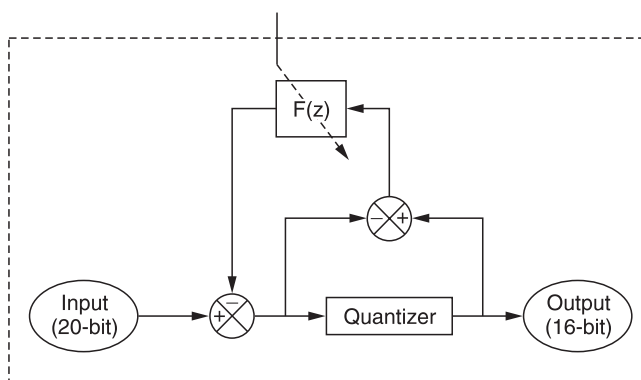 F(z)
− +
Input
(20-bit)
+ −
Quantizer
Output
(16-bit)